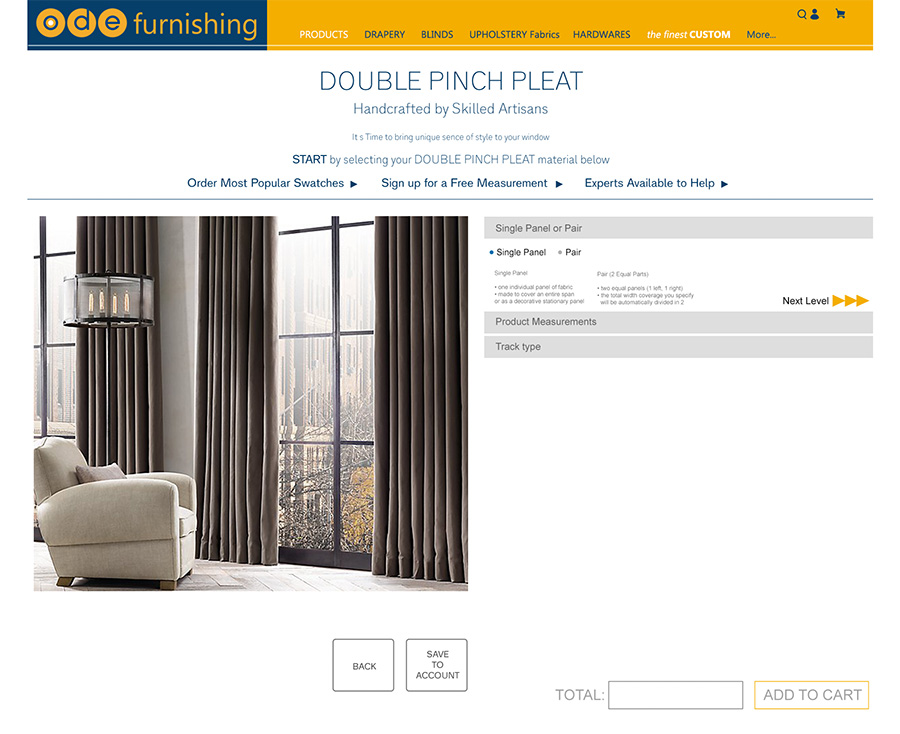 ode furnishing
PRODUCTS DRAPERY BLINDS UPHOLSTERY Fabrics HARDWARES the finest CUSTOM More...
DOUBLE PINCH PLEAT
Handcrafted by Skilled Artisans
It s Time to bring unique sence of style to your window
START by selecting your DOUBLE PINCH PLEAT material below
Order Most Popular Swatches ▶ Sign up for a Free Measurement ▶ Experts Available to Help ▶
Single Panel or Pair
• Single Panel • Pair
Single Panel
• one individual panel of fabric
• made to cover an entire span
or as a decorative stationary panel
Pair (2 Equal Parts)
• two equal panels (1 left, 1 right)
• the total width coverage you specify
will be automatically divided in 2
Next Level
Product Measurements
Track type
BACK
SAVE
TO
ACCOUNT
TOTAL:
ADD TO CART